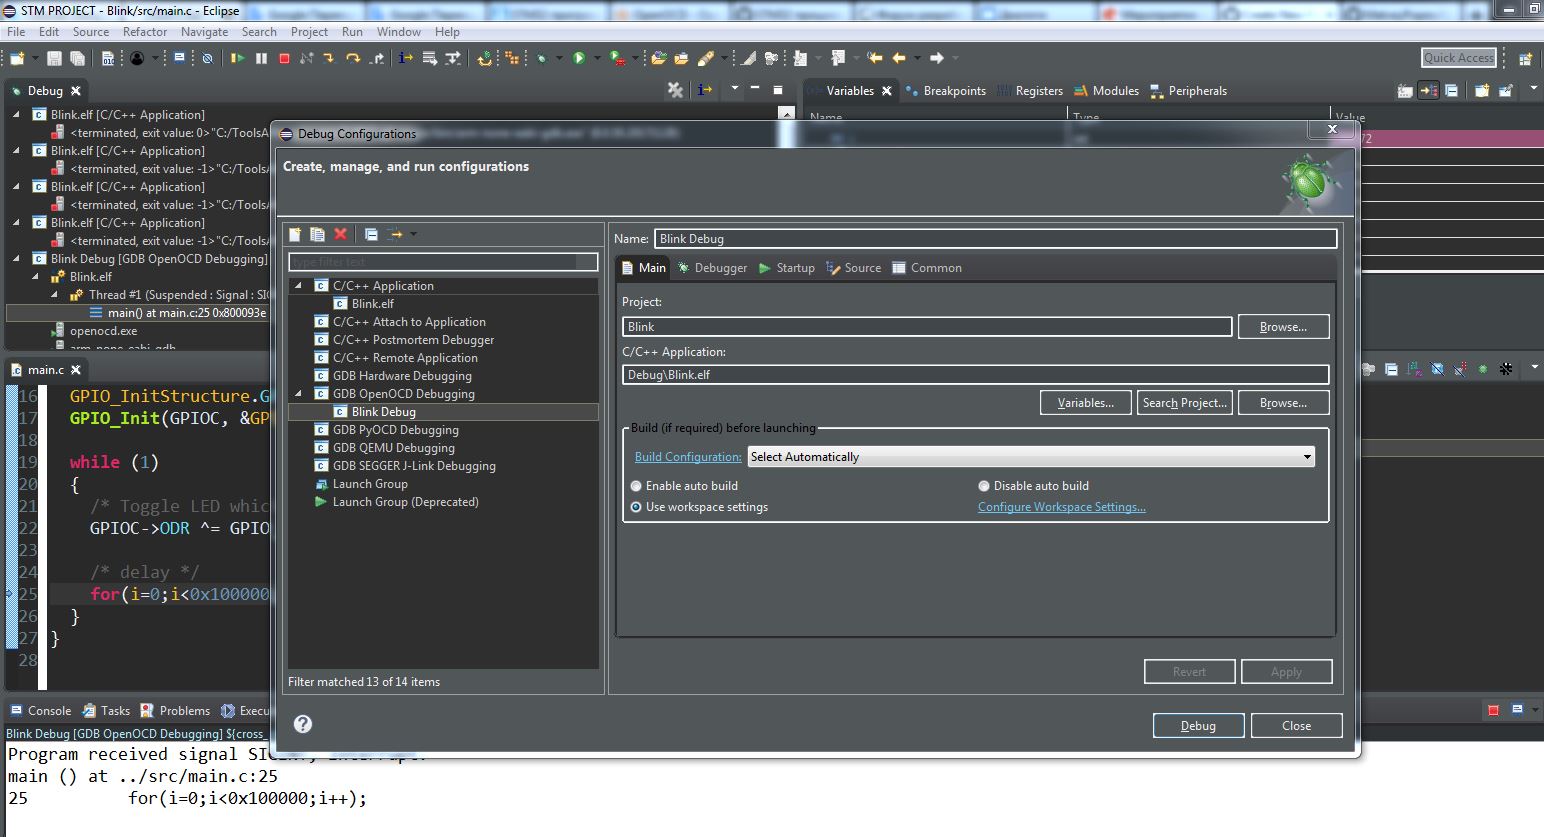 STM PROJECT - Blink/src/main.c - Eclipse
File Edit Source Refactor Navigate Search Project Run Window Help
Quick Access
Debug
Variables Breakpoints Registers Modules Peripherals
Name Type Value
Blink.elf [C/C++ Application]
<terminated, exit value: 0>"C:/ToolsA
Blink.elf [C/C++ Application]
<terminated, exit value: -1>"C:/Tools
Blink.elf [C/C++ Application]
<terminated, exit value: -1>"C:/Tools
Blink.elf [C/C++ Application]
<terminated, exit value: -1>"C:/Tools
Blink Debug [GDB OpenOCD Debugging]
Blink.elf
Thread #1 (Suspended : Signal : SI
main() at main.c:25 0x800093e
openocd.exe
72
main.c
16 GPIO_InitStructure.G
17 GPIO_Init(GPIOC, &GP
18
19 while (1)
20 {
21 /* Toggle LED whic
22 GPIOC->ODR ^= GPIO
23
24 /* delay */
25 for(i=0;i<0x100000
26 }
27 }
28
Debug Configurations
Create, manage, and run configurations
type filter text
C/C++ Application
Blink.elf
C/C++ Attach to Application
C/C++ Postmortem Debugger
C/C++ Remote Application
GDB Hardware Debugging
GDB OpenOCD Debugging
Blink Debug
GDB PyOCD Debugging
GDB QEMU Debugging
GDB SEGGER J-Link Debugging
Launch Group
Launch Group (Deprecated)
Filter matched 13 of 14 items
Name: Blink Debug
Main Debugger Startup Source Common
Project:
Blink
Browse...
C/C++ Application:
Debug\Blink.elf
Variables... Search Project... Browse...
Build (if required) before launching
Build Configuration: Select Automatically
Enable auto build Disable auto build
Use workspace settings Configure Workspace Settings...
Revert Apply
Debug Close
Console Tasks Problems Execu
Blink Debug [GDB OpenOCD Debugging] ${cross_
Program received signal SIGINT, Interrupt.
main () at ../src/main.c:25
25 for(i=0;i<0x100000;i++);